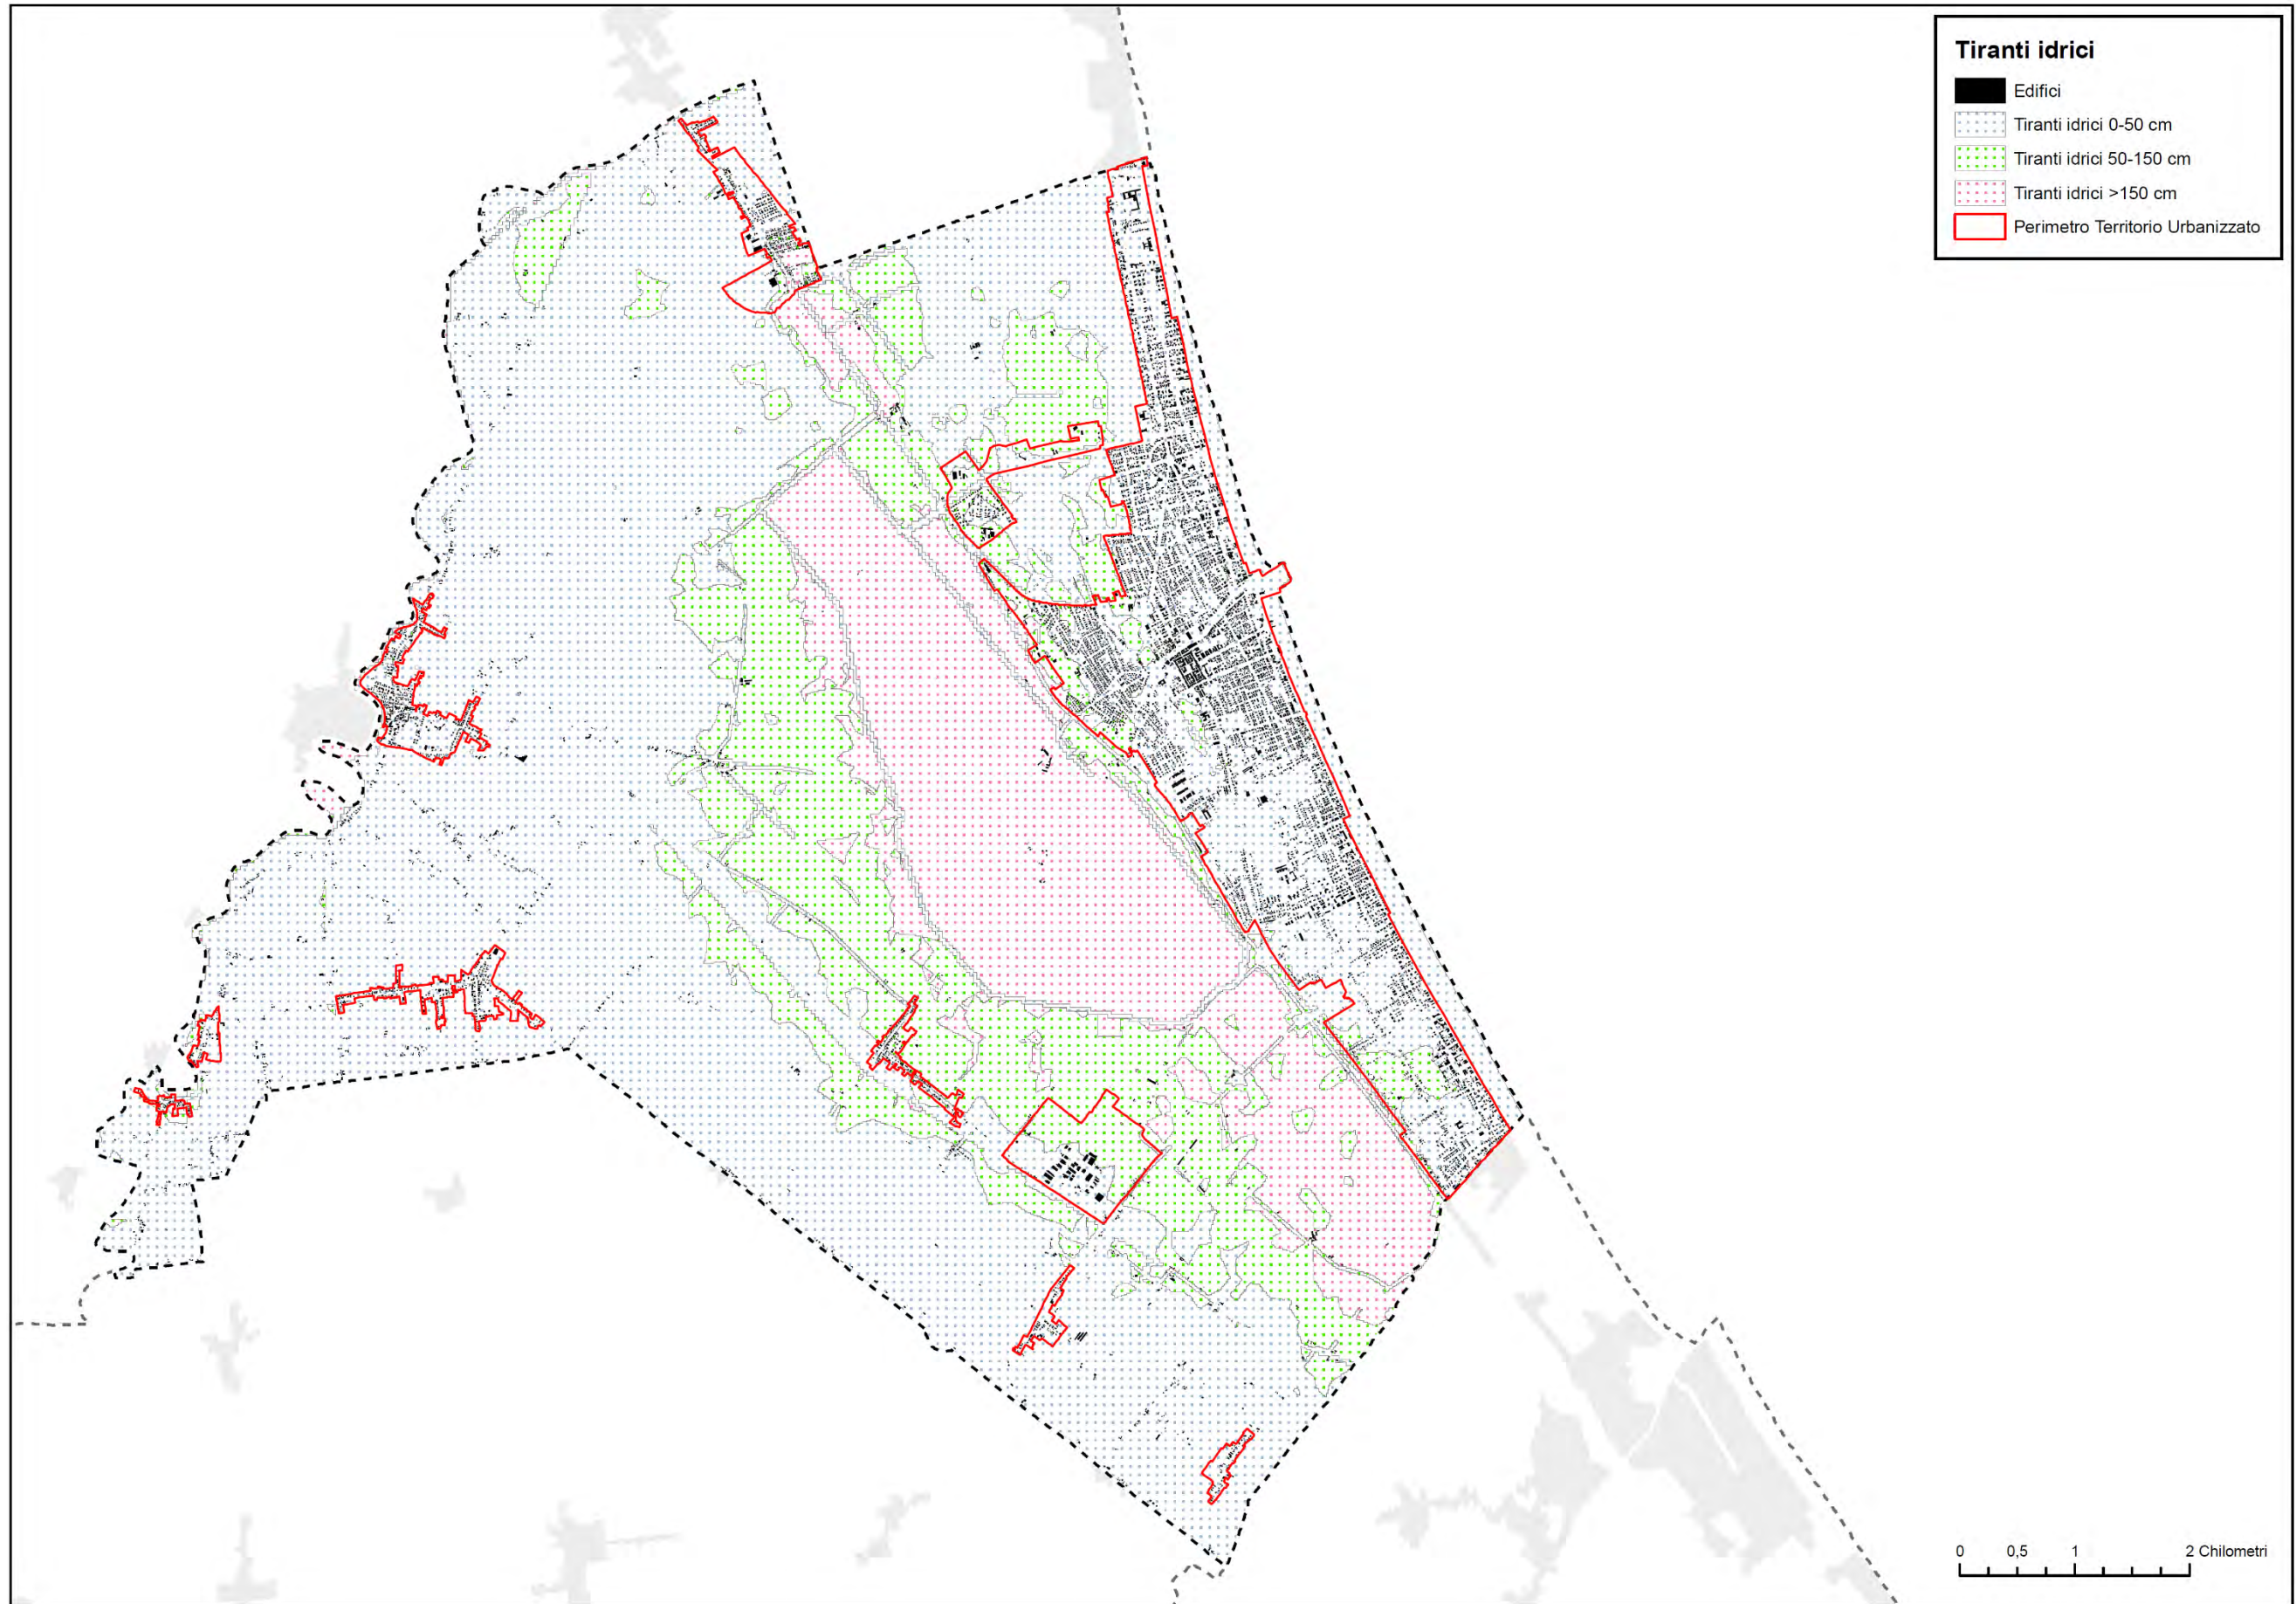 Tiranti idrici
Edifici
Tiranti idrici 0-50 cm
Tiranti idrici 50-150 cm
Tiranti idrici >150 cm
Perimetro Territorio Urbanizzato
0 0,5 1 2 Chilometri